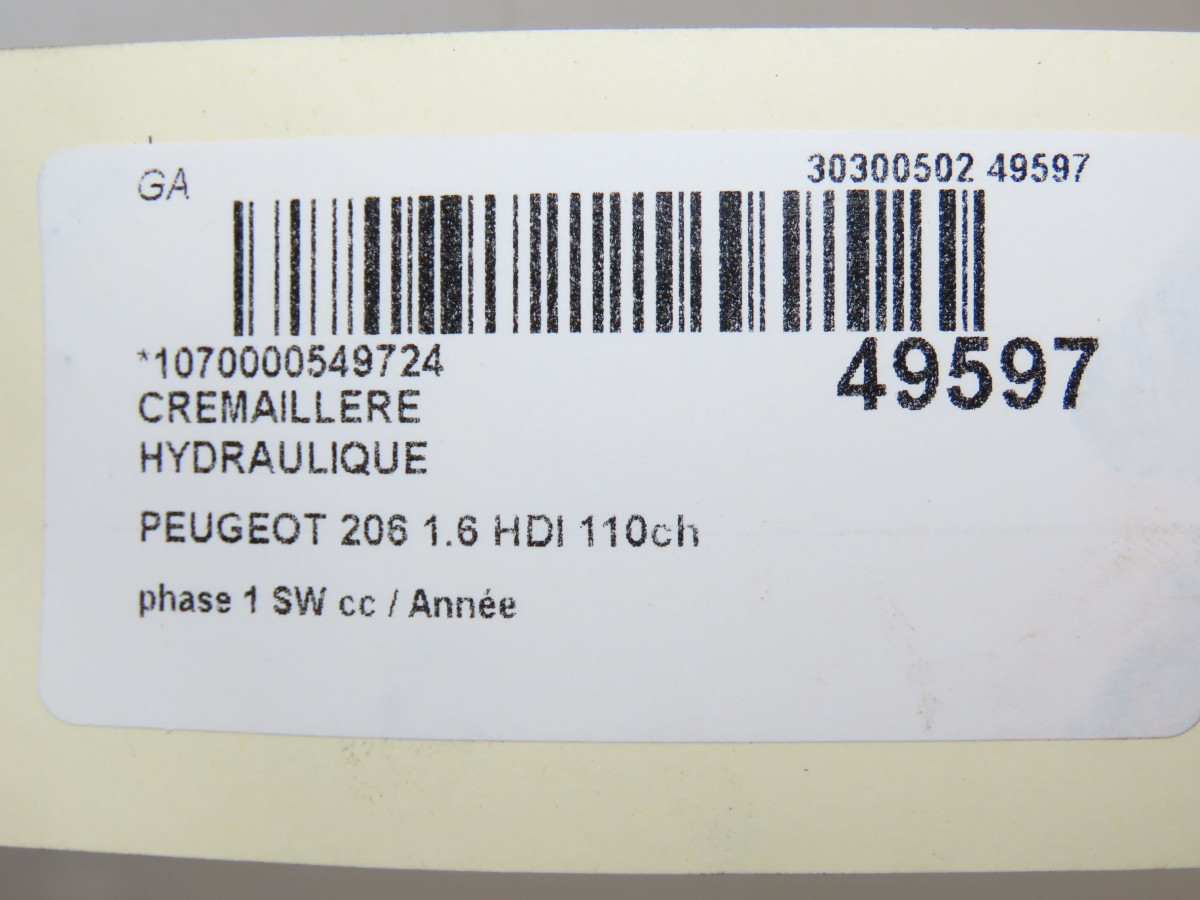 GA
30300502 49597
*1070000549724
49597
CREMAILLERE
HYDRAULIQUE
PEUGEOT 206 1.6 HDI 110ch
phase 1 SW cc / Année